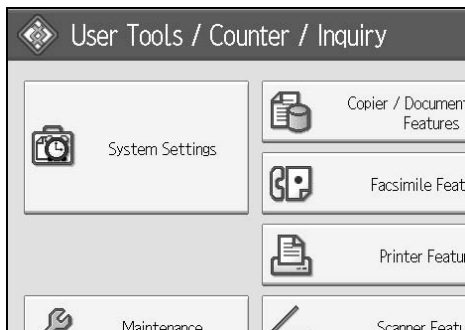 User Tools / Counter / Inquiry
System Settings
Copier / Document
Features
Facsimile Feat
Printer Featur
Maintenance
Scanner Featu